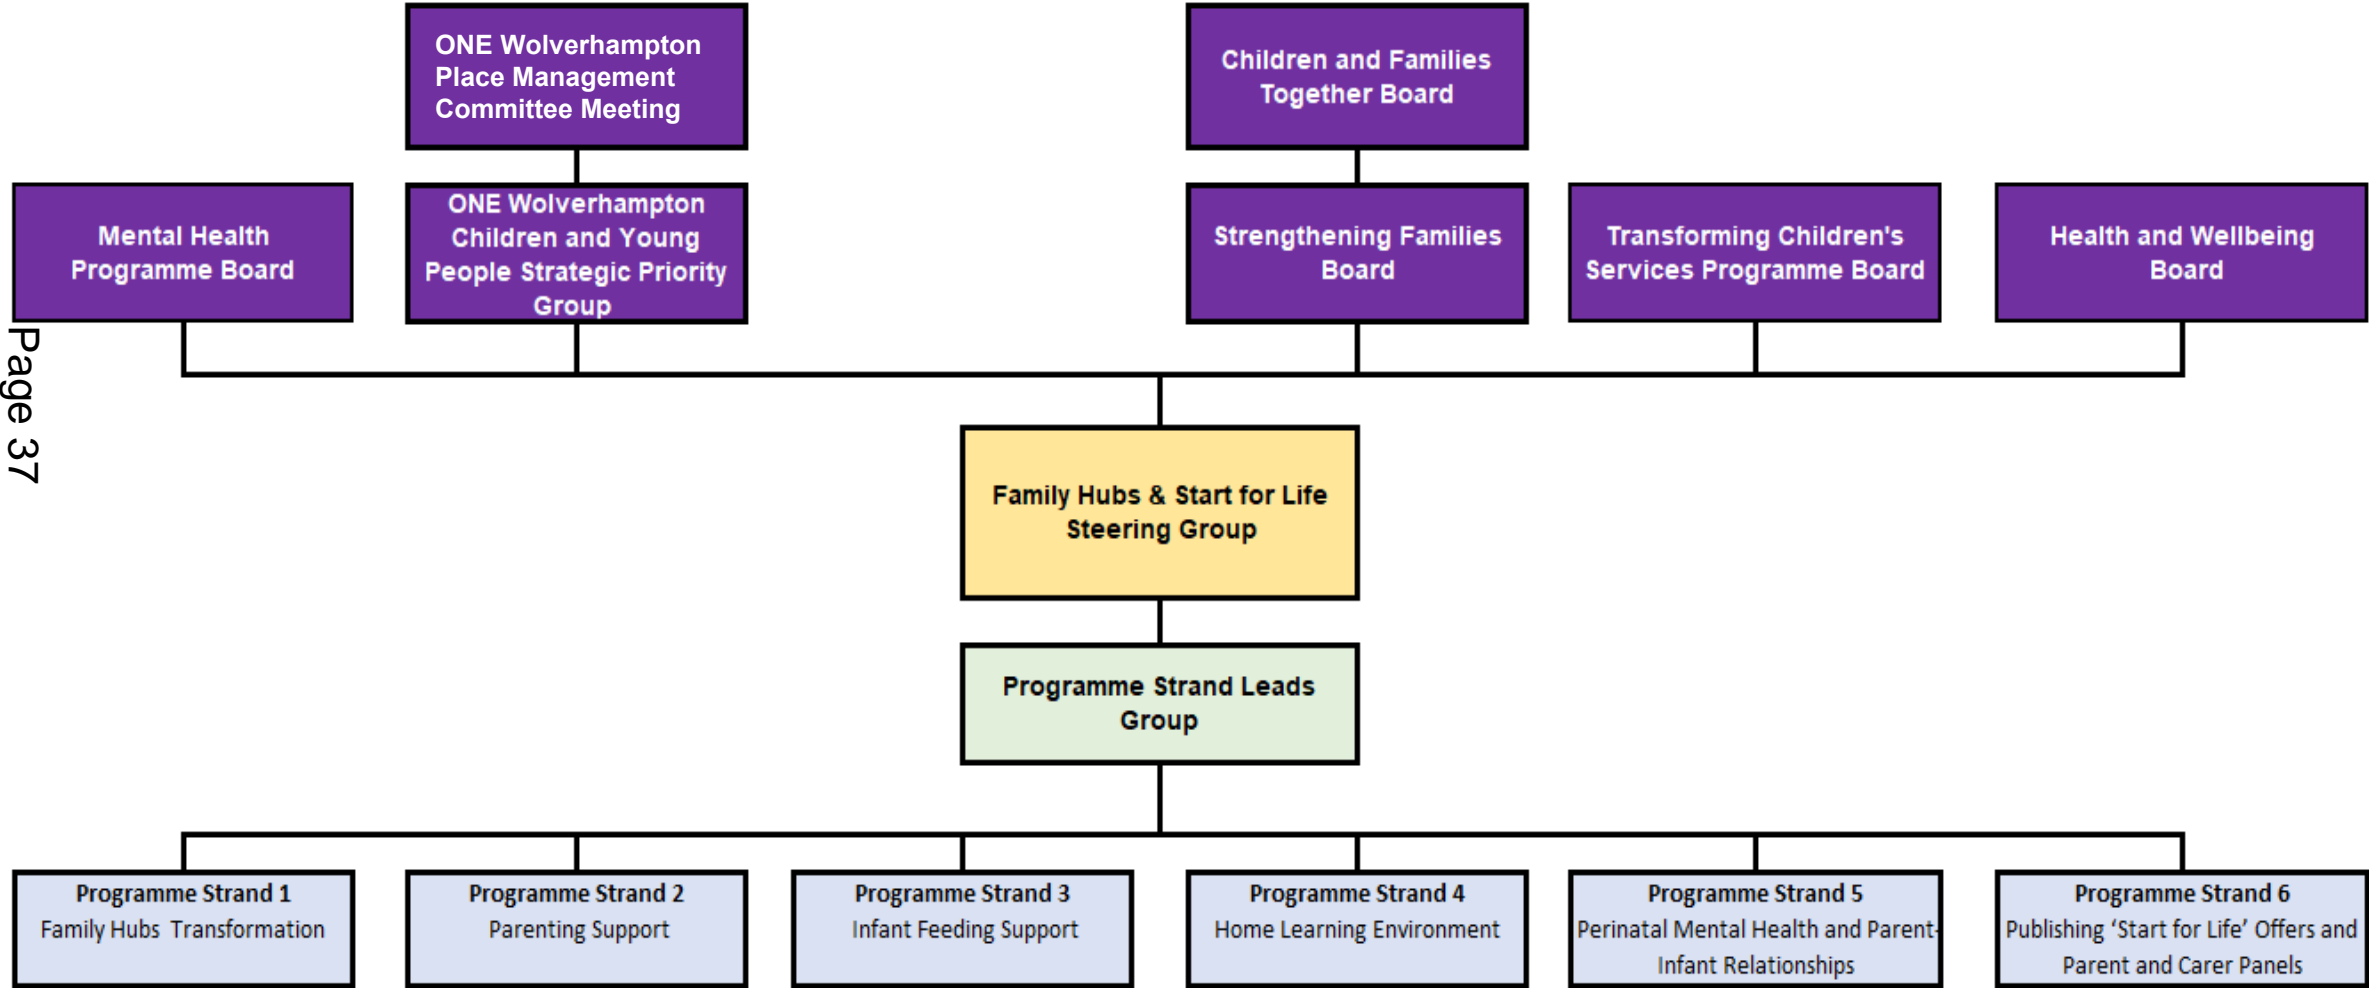 ONE Wolverhampton
Place Management
Committee Meeting
Children and Families
Together Board
Mental Health
Programme Board
ONE Wolverhampton
Children and Young
People Strategic Priority
Group
Strengthening Families
Board
Transforming Children's
Services Programme Board
Health and Wellbeing
Board
Page 37
Family Hubs & Start for Life
Steering Group
Programme Strand Leads
Group
Programme Strand 1
Family Hubs  Transformation
Programme Strand 2
Parenting Support
Programme Strand 3
Infant Feeding Support
Programme Strand 4
Home Learning Environment
Programme Strand 5
Perinatal Mental Health and Parent-
Infant Relationships
Programme Strand 6
Publishing ‘Start for Life’ Offers and
Parent and Carer Panels